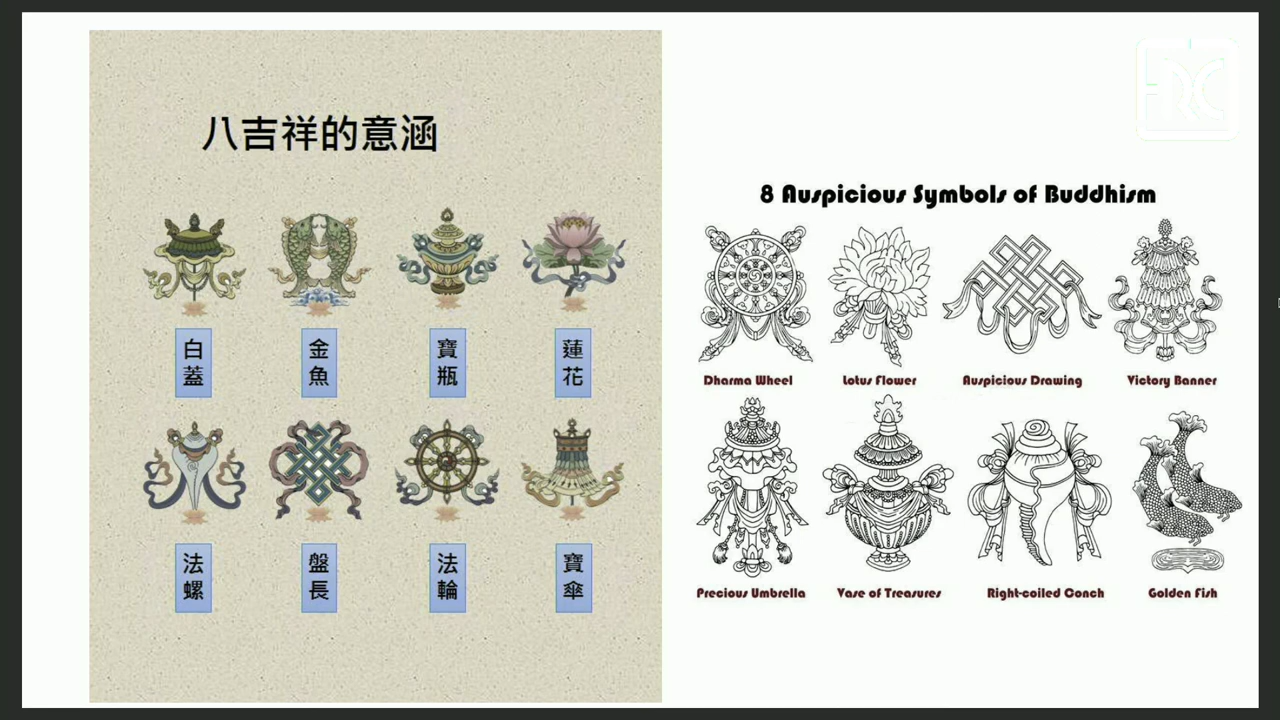 八吉祥的意涵
白蓋
金魚
寶瓶
蓮花
法螺
盤長
法輪
寶傘
8 Auspicious Symbols of Buddhism
Dharma Wheel
Lotus Flower
Auspicious Drawing
Victory Banner
Precious Umbrella
Vase of Treasures
Right-coiled Conch
Golden Fish